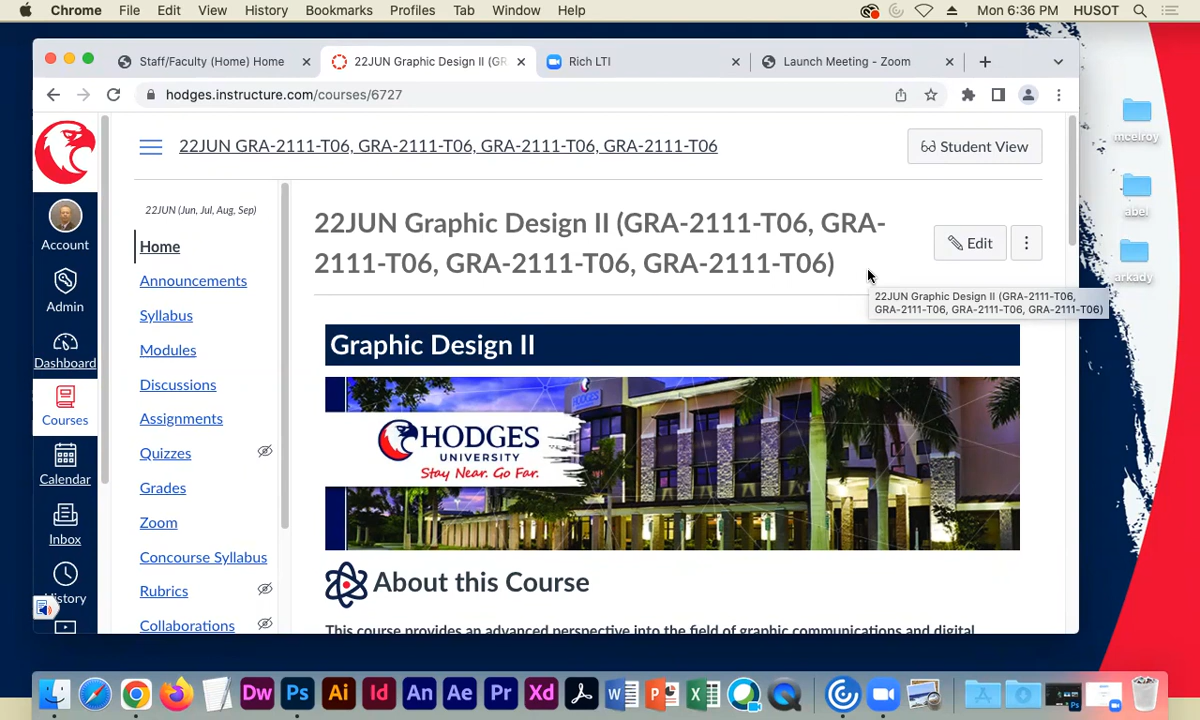 Chrome File Edit View History Bookmarks Profiles Tab Window Help Mon 6:36 PM HUSOT
Staff/Faculty (Home) Home
22JUN Graphic Design II (GR
Rich LTI
Launch Meeting - Zoom
hodges.instructure.com/courses/6727
22JUN GRA-2111-T06, GRA-2111-T06, GRA-2111-T06, GRA-2111-T06
Student View
Account
Admin
Dashboard
Courses
Calendar
Inbox
History
22JUN (Jun, Jul, Aug, Sep)
Home
Announcements
Syllabus
Modules
Discussions
Assignments
Quizzes
Grades
Zoom
Concourse Syllabus
Rubrics
Collaborations
22JUN Graphic Design II (GRA-2111-T06, GRA-
2111-T06, GRA-2111-T06, GRA-2111-T06)
Edit
22JUN Graphic Design II (GRA-2111-T06,
GRA-2111-T06, GRA-2111-T06, GRA-2111-T06)
Graphic Design II
HODGES
UNIVERSITY
Stay Near. Go Far.
HODGES
About this Course
This course provides an advanced perspective into the field of graphic communications and digital
mcelroy
abel
arkady
Dw Ps Ai Id An Ae Pr Xd W P X